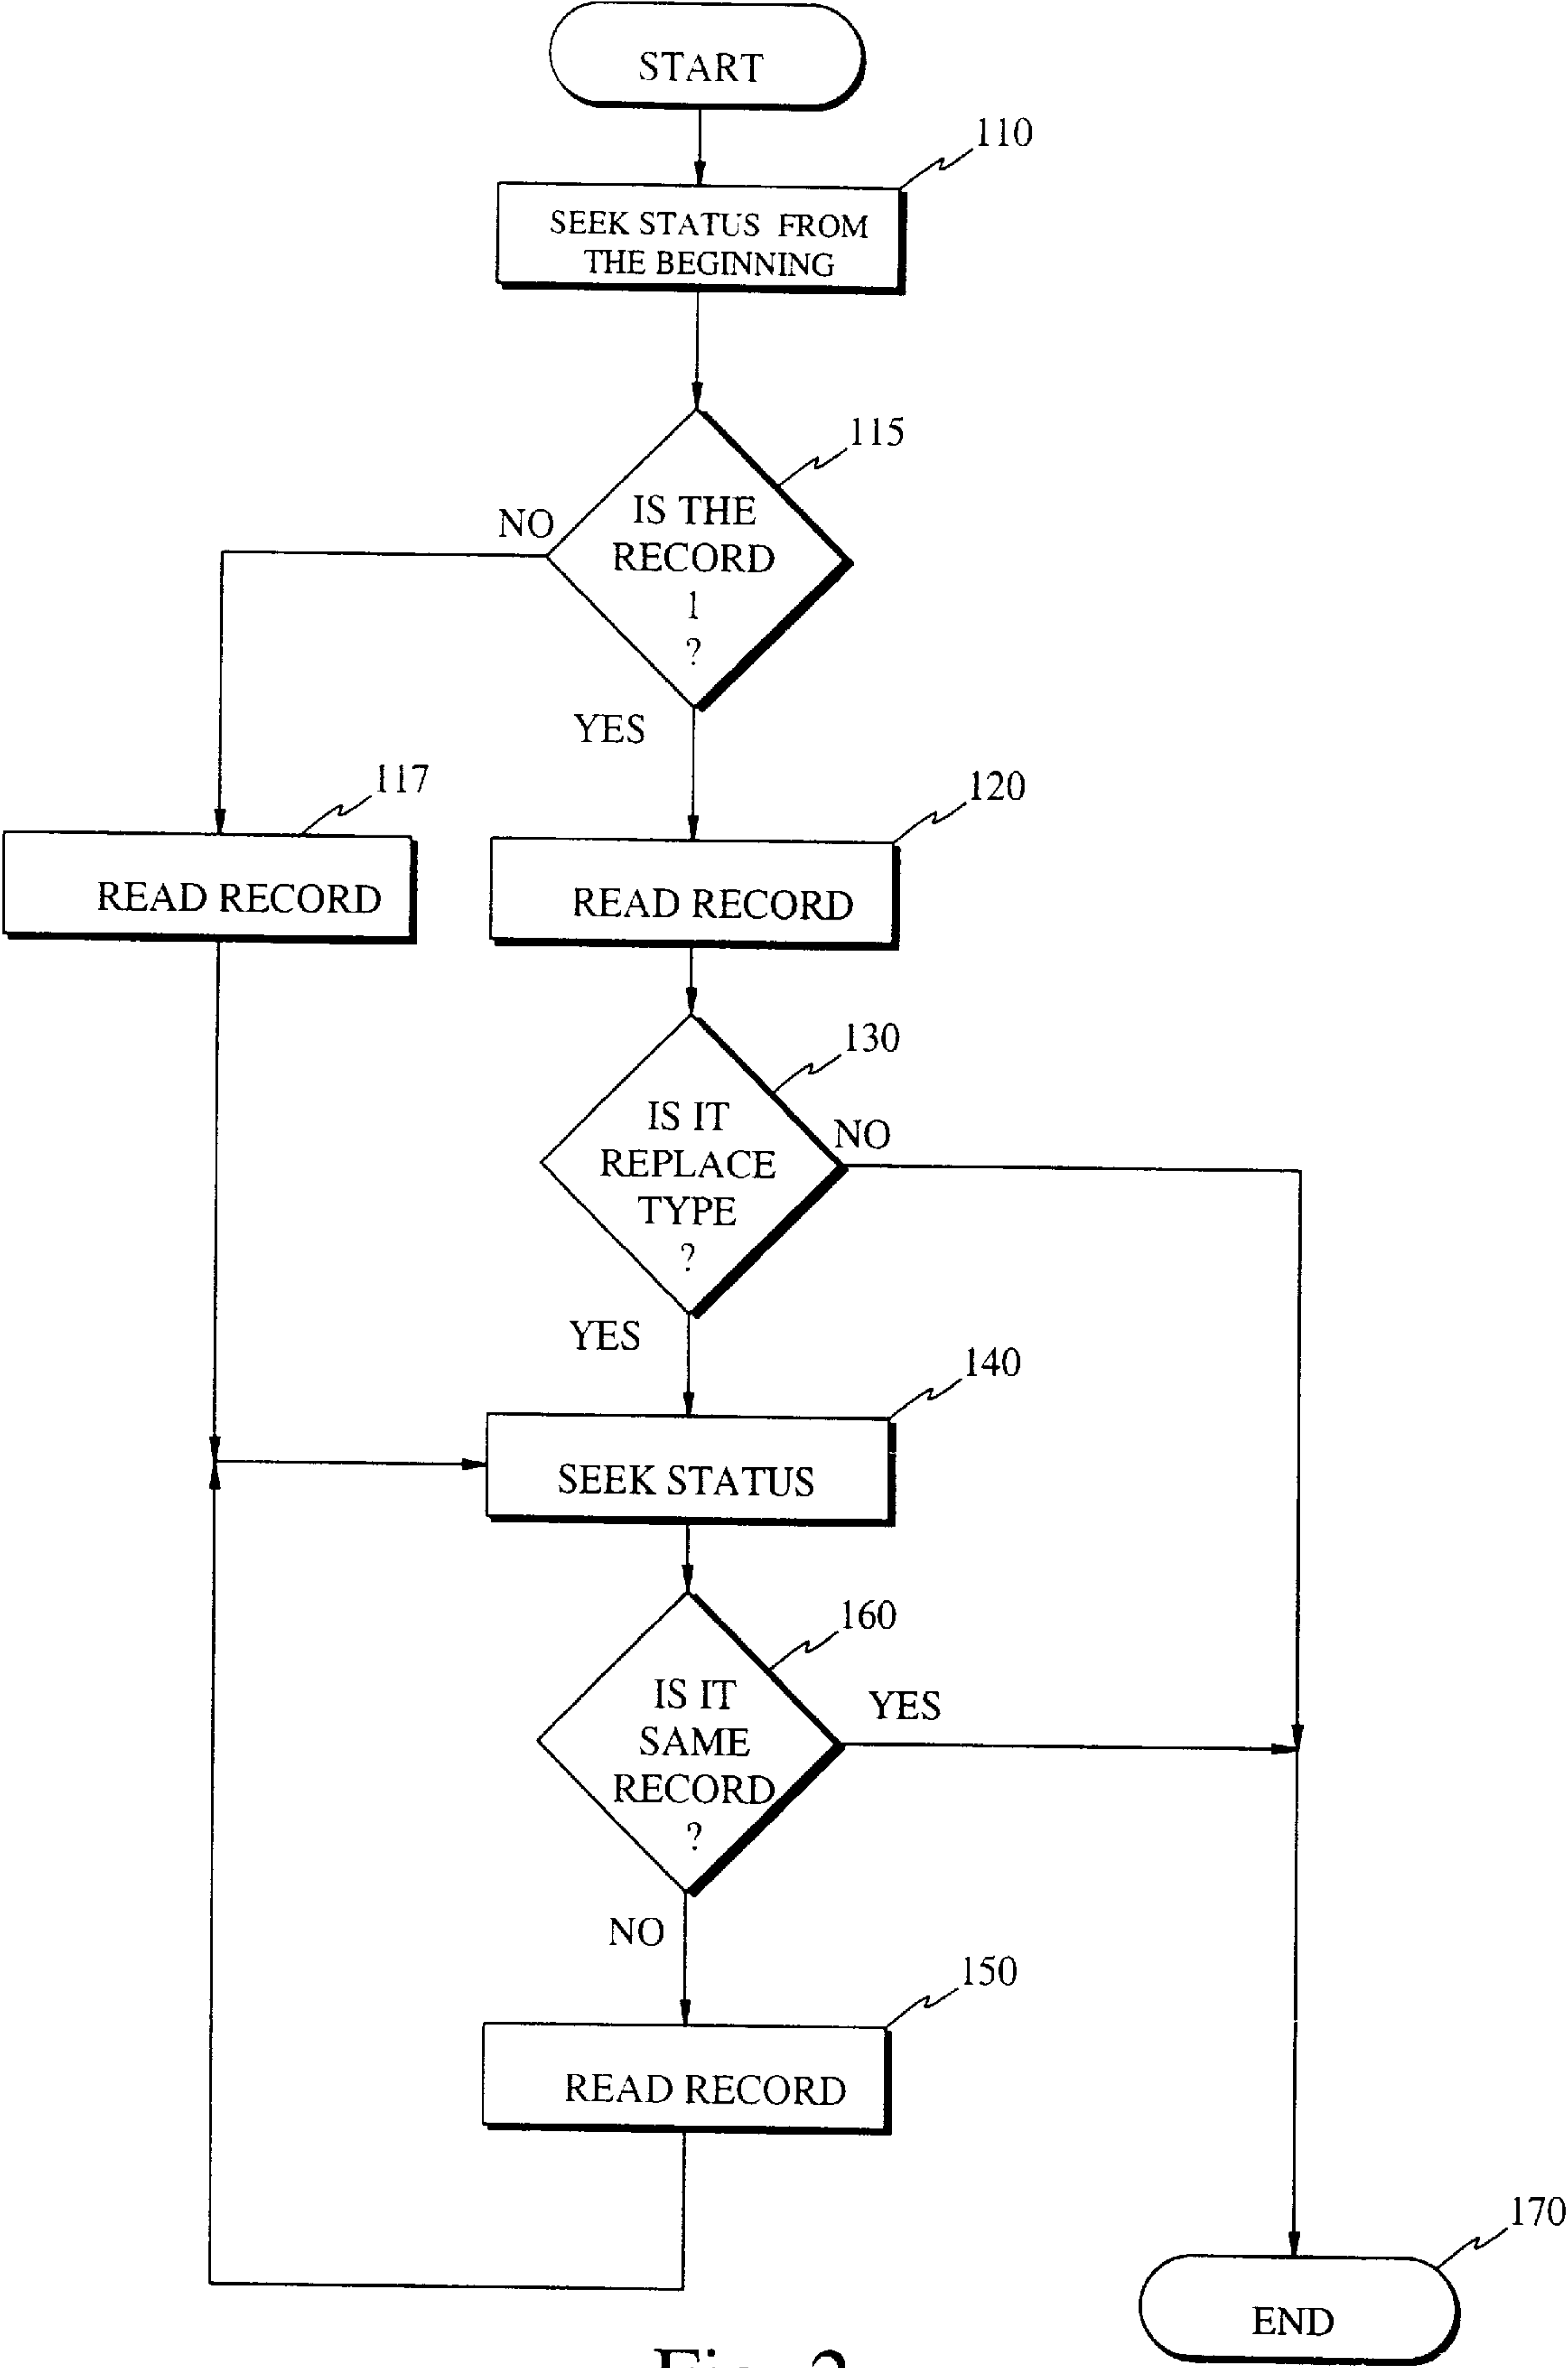 START
110
SEEK STATUS FROM
THE BEGINNING
115
IS THE
RECORD
1
?
NO
YES
117
READ RECORD
120
READ RECORD
130
IS IT
REPLACE
TYPE
?
NO
YES
140
SEEK STATUS
160
IS IT
SAME
RECORD
?
YES
NO
150
READ RECORD
170
END